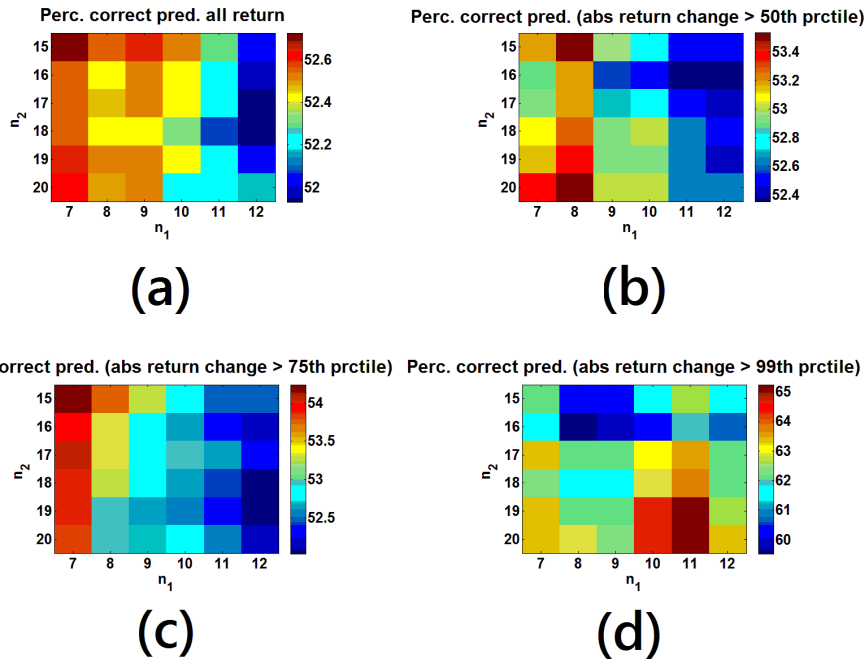 Perc. correct pred. all return
15
16
17
18
19
20
n2
7 8 9 10 11 12
n1
52.6
52.4
52.2
52
(a)
Perc. correct pred. (abs return change > 50th prctile)
15
16
17
18
19
20
n2
7 8 9 10 11 12
n1
53.4
53.2
53
52.8
52.6
52.4
(b)
orrect pred. (abs return change > 75th prctile)
15
16
17
18
19
20
n2
7 8 9 10 11 12
n1
54
53.5
53
52.5
(c)
Perc. correct pred. (abs return change > 99th prctile)
15
16
17
18
19
20
n2
7 8 9 10 11 12
n1
65
64
63
62
61
60
(d)